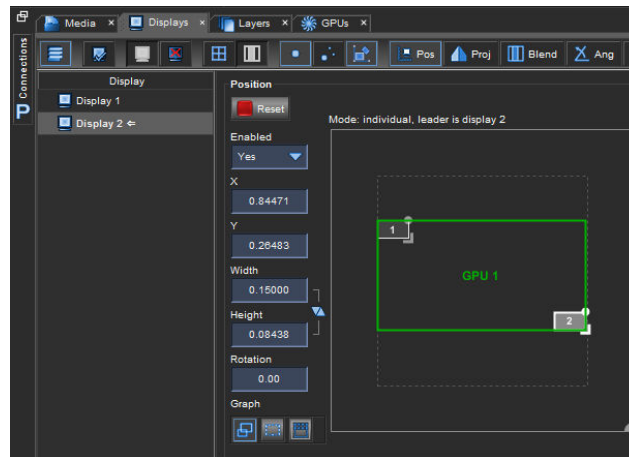 Media × Displays × Layers × GPUs ×
Connections
P
Pos Proj Blend Ang
Display
Display 1
Display 2 ⇐
Position
Reset
Enabled
Yes
X
0.84471
Y
0.26483
Width
0.15000
Height
0.08438
Rotation
0.00
Graph
Mode: individual, leader is display 2
1
GPU 1
2